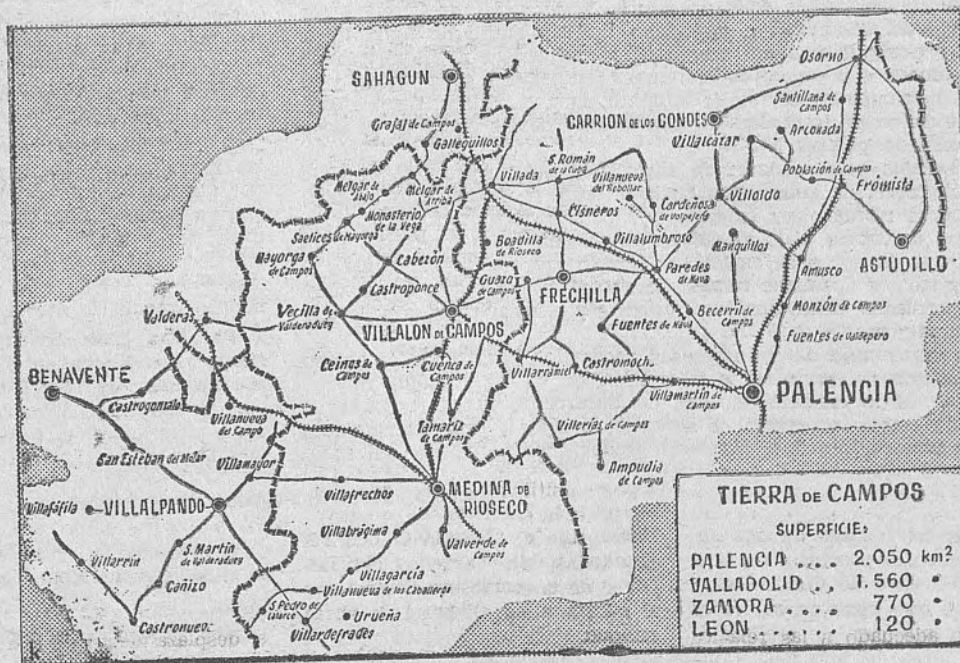 SAHAGUN
Osorno
Santillana de
Campos
CARRION DE LOS CONDES
Arconada
Villalcázar
Grajal de Campos
Galleguillos
Población de Campos
Frómista
S. Román
de la Cuba
Villanueva
del Rebollar
Villada
Cardeñosa
de Volpejera
Villoldo
Melgar de
Abajo
Melgar de
Arriba
Monasterio
de la Vega
Cisneros
Saelices de Mayorga
Villalumbroso
Manquillos
Boadilla
de Rioseco
ASTUDILLO
Mayorga
de Campos
Cabezón
Amusco
Guaza
de Campos
FRECHILLA
Paredes
de Nava
Castroponce
Monzón de Campos
Becerril de
Campos
Vecilla de
Valderaduey
Valderas
VILLALON DE CAMPOS
Fuentes de Nava
Fuentes de Valdepero
Ceinos de
Campos
Cuenca de
Campos
Villarramiel
Castromoch.
BENAVENTE
Villamartín de
Campos
PALENCIA
Castrogonzalo
Villanueva
del Campo
Tamariz
de Campos
Villerías de Campos
San Esteban del Molar
Villamayor
Ampudia
de Campos
Villafrechos
MEDINA DE
RIOSECO
Villafáfila
VILLALPANDO
Villabrágima
Valverde de
Campos
Villarrín
S. Martín
de Valderaduey
Cañizo
Villagarcía
Villanueva de los Caballeros
S. Pedro de
Latarce
Urueña
Castronuevo
Villardefrades
TIERRA DE CAMPOS
SUPERFICIE:
PALENCIA .... 2.050 km²
VALLADOLID .. 1.560 "
ZAMORA .... 770 "
LEON ...... 120 "